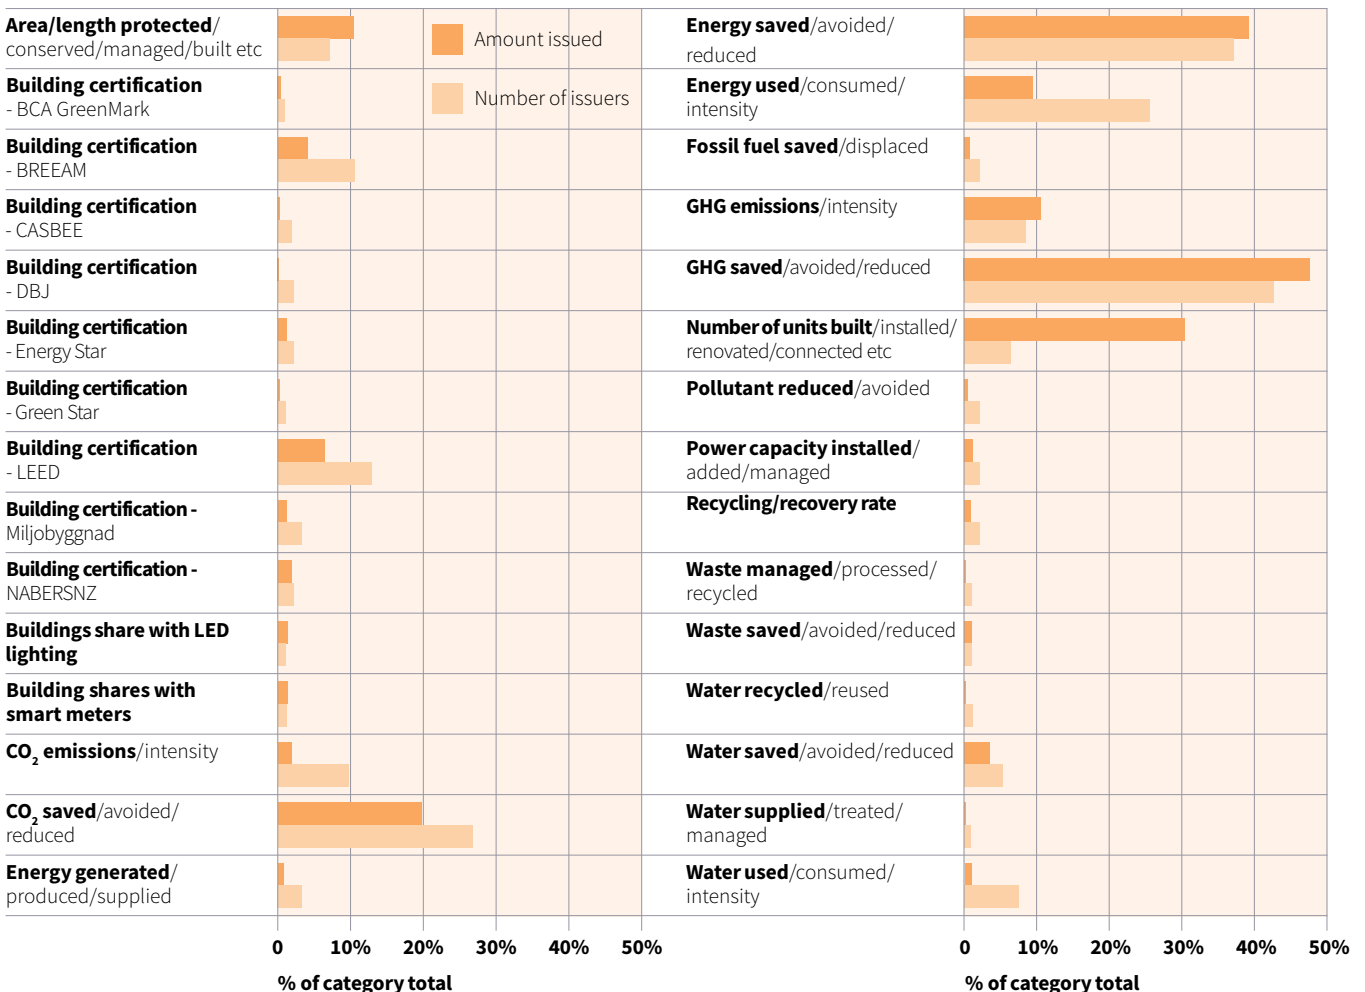 Area/length protected/
conserved/managed/built etc
Building certification
- BCA GreenMark
Building certification
- BREEAM
Building certification
- CASBEE
Building certification
- DBJ
Building certification
- Energy Star
Building certification
- Green Star
Building certification
- LEED
Building certification -
Miljobyggnad
Building certification -
NABERSNZ
Buildings share with LED
lighting
Building shares with
smart meters
CO2 emissions/intensity
CO2 saved/avoided/
reduced
Energy generated/
produced/supplied
Amount issued
Number of issuers
0 10% 20% 30% 40% 50%
% of category total
Energy saved/avoided/
reduced
Energy used/consumed/
intensity
Fossil fuel saved/displaced
GHG emissions/intensity
GHG saved/avoided/reduced
Number of units built/installed/
renovated/connected etc
Pollutant reduced/avoided
Power capacity installed/
added/managed
Recycling/recovery rate
Waste managed/processed/
recycled
Waste saved/avoided/reduced
Water recycled/reused
Water saved/avoided/reduced
Water supplied/treated/
managed
Water used/consumed/
intensity
0 10% 20% 30% 40% 50%
% of category total